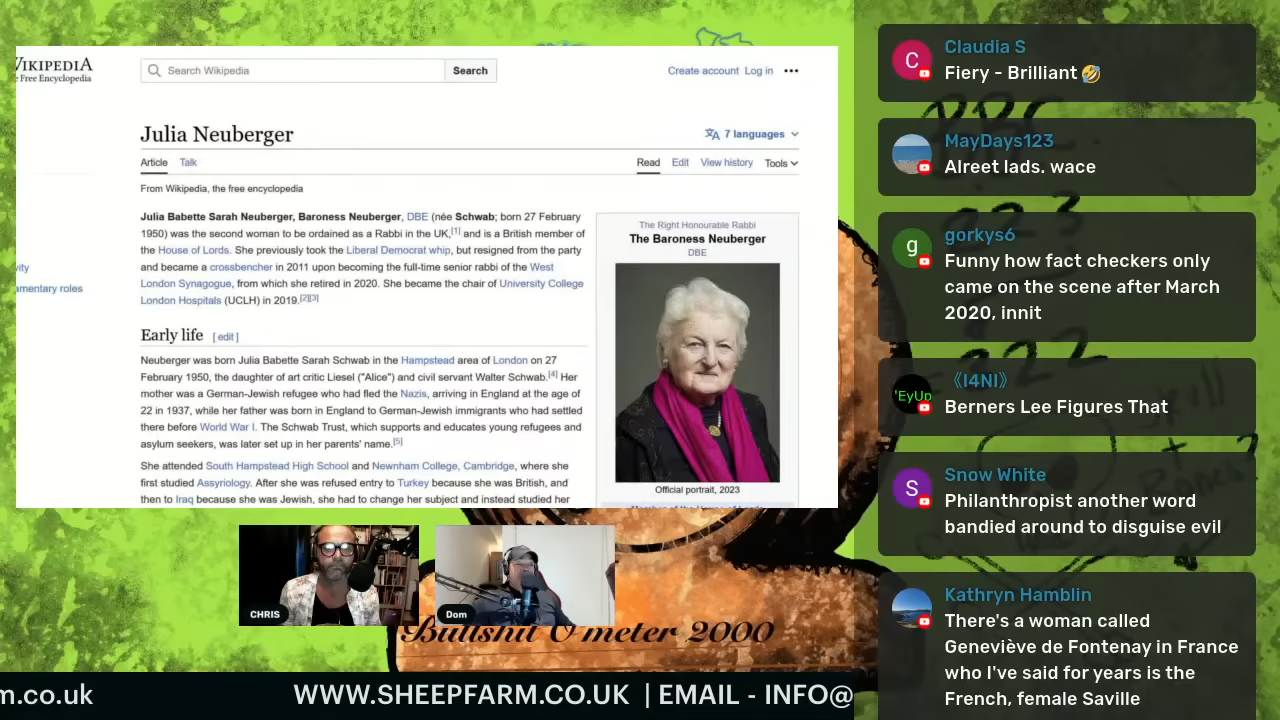 WIKIPEDIA
Free Encyclopedia
Search Wikipedia
Search
Create account Log in
Julia Neuberger
7 languages
Article Talk
Read Edit View history Tools
From Wikipedia, the free encyclopedia
Julia Babette Sarah Neuberger, Baroness Neuberger, DBE (née Schwab; born 27 February
1950) was the second woman to be ordained as a Rabbi in the UK,[1] and is a British member of
the House of Lords. She previously took the Liberal Democrat whip, but resigned from the party
and became a crossbencher in 2011 upon becoming the full-time senior rabbi of the West
London Synagogue, from which she retired in 2020. She became the chair of University College
London Hospitals (UCLH) in 2019.[2][3]
amentary roles
Early life [ edit ]
Neuberger was born Julia Babette Sarah Schwab in the Hampstead area of London on 27
February 1950, the daughter of art critic Liesel ("Alice") and civil servant Walter Schwab.[4] Her
mother was a German-Jewish refugee who had fled the Nazis, arriving in England at the age of
22 in 1937, while her father was born in England to German-Jewish immigrants who had settled
there before World War I. The Schwab Trust, which supports and educates young refugees and
asylum seekers, was later set up in her parents' name.[5]
She attended South Hampstead High School and Newnham College, Cambridge, where she
first studied Assyriology. After she was refused entry to Turkey because she was British, and
then to Iraq because she was Jewish, she had to change her subject and instead studied her
The Right Honourable Rabbi
The Baroness Neuberger
DBE
Official portrait, 2023
CHRIS
Dom
Bullshit O meter 2000
m.co.uk
WWW.SHEEPFARM.CO.UK | EMAIL - INFO@
Claudia S
Fiery - Brilliant 🤣
MayDays123
Alreet lads. wace
gorkys6
Funny how fact checkers only
came on the scene after March
2020, innit
'EyUp
《I4NI》
Berners Lee Figures That
Snow White
Philanthropist another word
bandied around to disguise evil
Kathryn Hamblin
There's a woman called
Geneviève de Fontenay in France
who I've said for years is the
French, female Saville